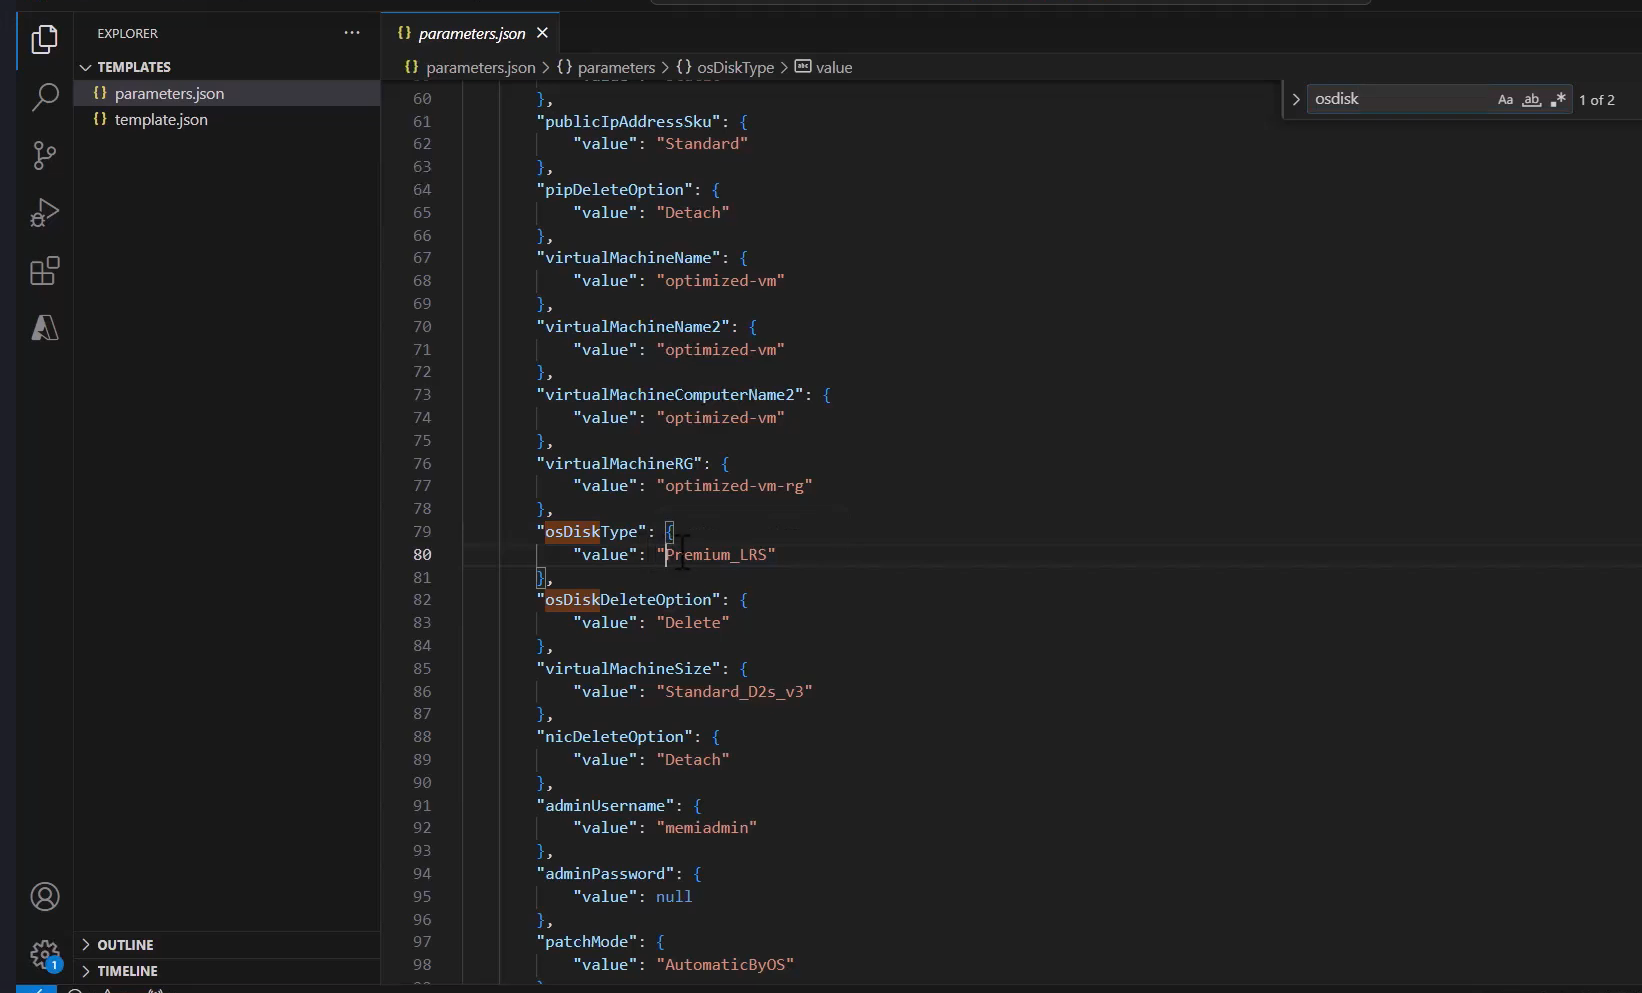 EXPLORER
TEMPLATES
parameters.json
template.json
OUTLINE
TIMELINE
1
parameters.json
parameters.json > {} parameters > {} osDiskType > abc value
osdisk Aa ab 1 of 2
60 },
61 "publicIpAddressSku": {
62 "value": "Standard"
63 },
64 "pipDeleteOption": {
65 "value": "Detach"
66 },
67 "virtualMachineName": {
68 "value": "optimized-vm"
69 },
70 "virtualMachineName2": {
71 "value": "optimized-vm"
72 },
73 "virtualMachineComputerName2": {
74 "value": "optimized-vm"
75 },
76 "virtualMachineRG": {
77 "value": "optimized-vm-rg"
78 },
79 "osDiskType": {
80 "value": "Premium_LRS"
81 },
82 "osDiskDeleteOption": {
83 "value": "Delete"
84 },
85 "virtualMachineSize": {
86 "value": "Standard_D2s_v3"
87 },
88 "nicDeleteOption": {
89 "value": "Detach"
90 },
91 "adminUsername": {
92 "value": "memiadmin"
93 },
94 "adminPassword": {
95 "value": null
96 },
97 "patchMode": {
98 "value": "AutomaticByOS"